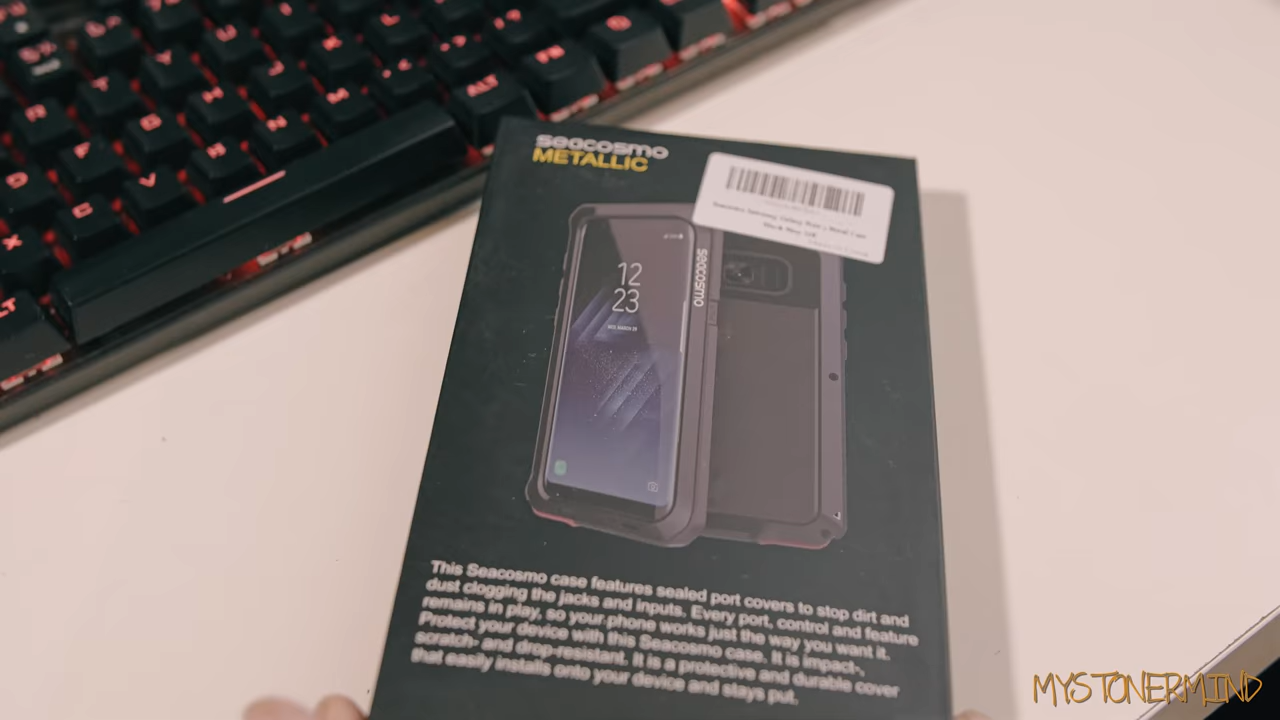 seacosmo
METALLIC
seacosmo
12
23
This Seacosmo case features sealed port covers to stop dirt and
dust clogging the jacks and inputs. Every port, control and feature
remains in play, so your phone works just the way you want it.
Protect your device with this Seacosmo case. It is impact-,
scratch- and drop-resistant. It is a protective and durable cover
that easily installs onto your device and stays put.
ALT
MYSTONERMIND